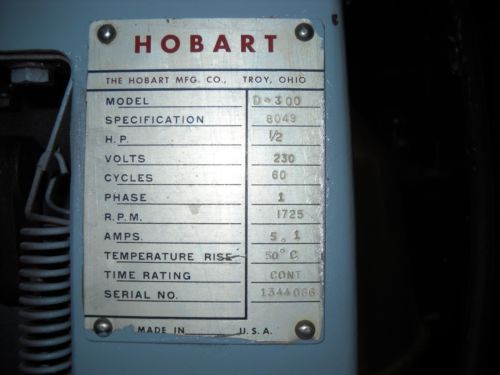 HOBART
THE HOBART MFG. CO., TROY, OHIO
MODEL D-300
SPECIFICATION 8049
H.P. 1/2
VOLTS 230
CYCLES 60
PHASE 1
R.P.M. 1725
AMPS. 5.1
TEMPERATURE RISE 50°C
TIME RATING CONT
SERIAL NO. 1344086
MADE IN U.S.A.